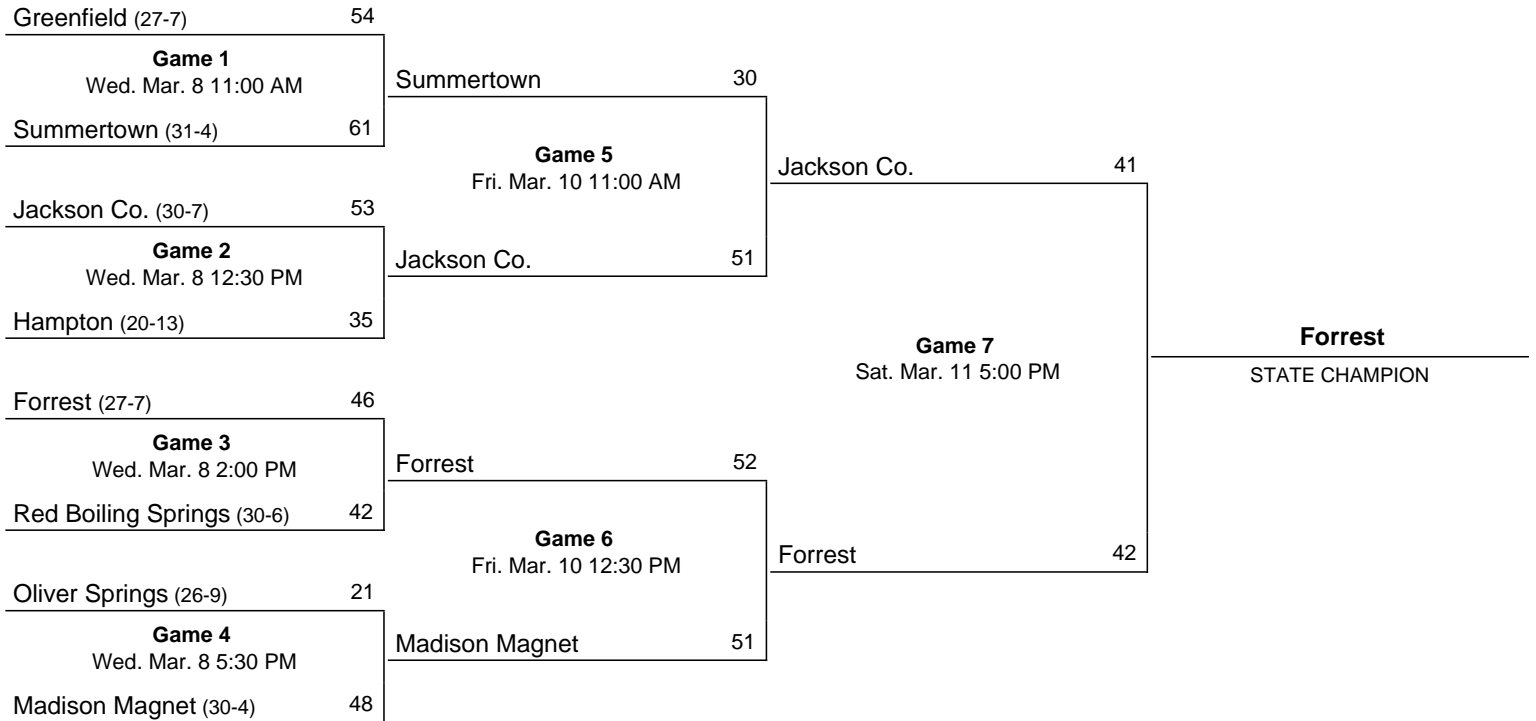 Greenfield (27-7) 54
Game 1
Wed. Mar. 8 11:00 AM
Summertown (31-4) 61
Jackson Co. (30-7) 53
Game 2
Wed. Mar. 8 12:30 PM
Hampton (20-13) 35
Forrest (27-7) 46
Game 3
Wed. Mar. 8 2:00 PM
Red Boiling Springs (30-6) 42
Oliver Springs (26-9) 21
Game 4
Wed. Mar. 8 5:30 PM
Madison Magnet (30-4) 48
Summertown 30
Game 5
Fri. Mar. 10 11:00 AM
Jackson Co. 51
Forrest 52
Game 6
Fri. Mar. 10 12:30 PM
Madison Magnet 51
Jackson Co. 41
Game 7
Sat. Mar. 11 5:00 PM
Forrest 42
Forrest
STATE CHAMPION